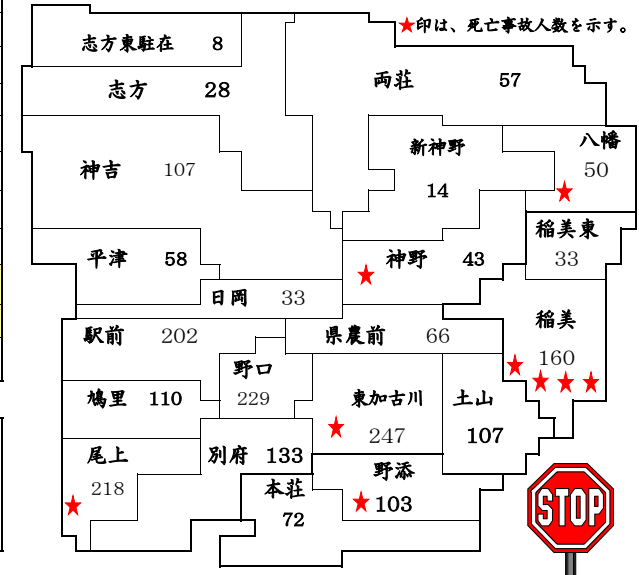 ★印は、死亡事故人数を示す。
志方東駐在 8
志方 28
両荘 57
新神野
14
八幡
50
神吉 107
稲美東
33
平津 58
神野 43
日岡 33
稲美
160
駅前 202
県農前 66
野口
229
鳩里 110
東加古川
247
土山
107
尾上
218
別府 133
本荘
72
野添
103
STOP